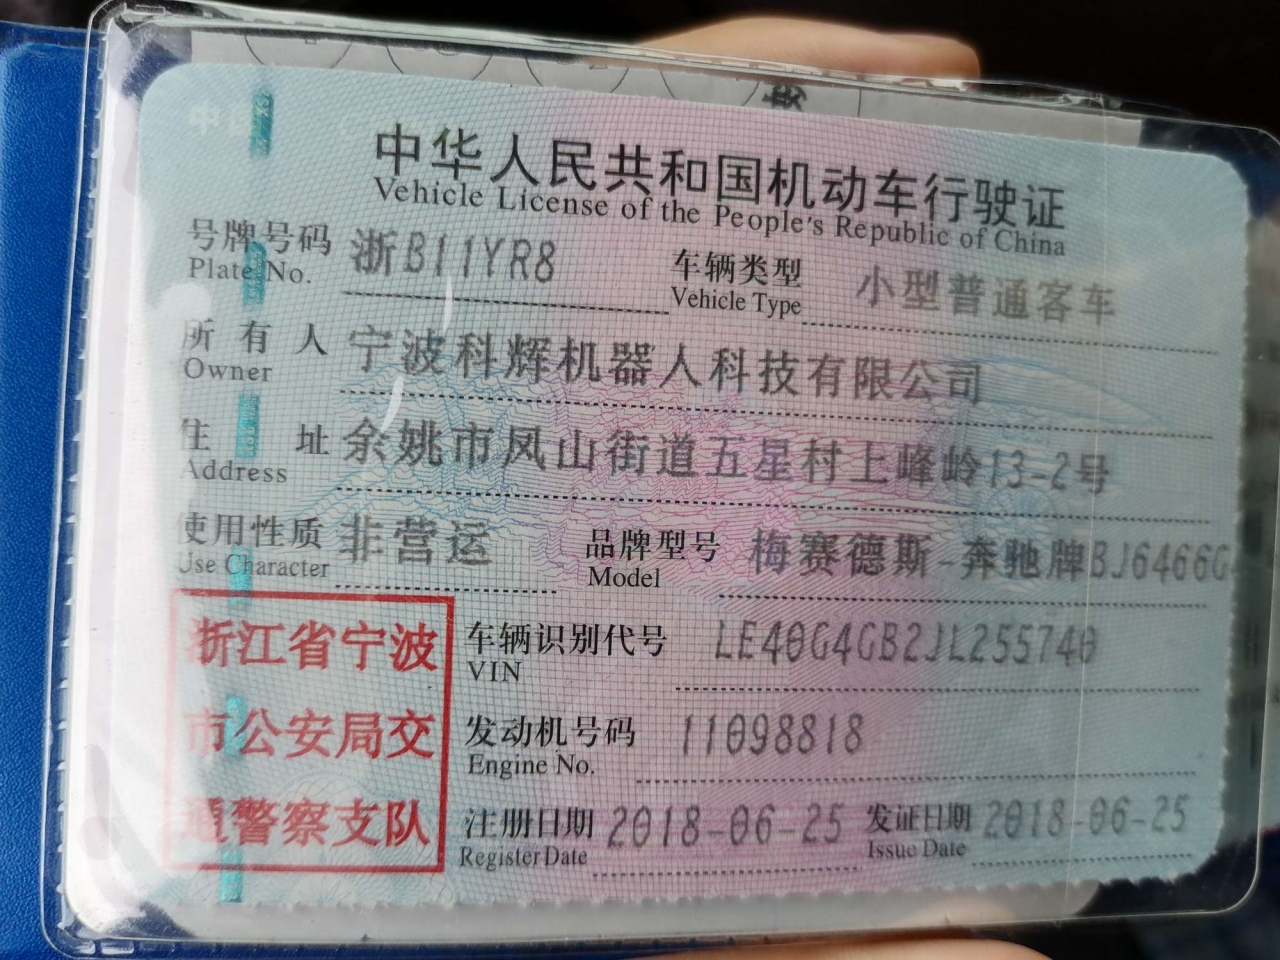 中华人民共和国机动车行驶证
Vehicle License of the People's Republic of China
号牌号码 浙B11YR8 车辆类型 小型普通客车
Plate No. Vehicle Type
所有人 宁波科辉机器人科技有限公司
Owner
住址 余姚市凤山街道五星村上峰岭13-2号
Address
使用性质 非营运 品牌型号 梅赛德斯-奔驰牌BJ6466G
Use Character Model
浙江省宁波
市公安局交
通警察支队
车辆识别代号 LE40G4GB2JL255740
VIN
发动机号码 11098818
Engine No.
注册日期 2018-06-25 发证日期 2018-06-25
Register Date Issue Date